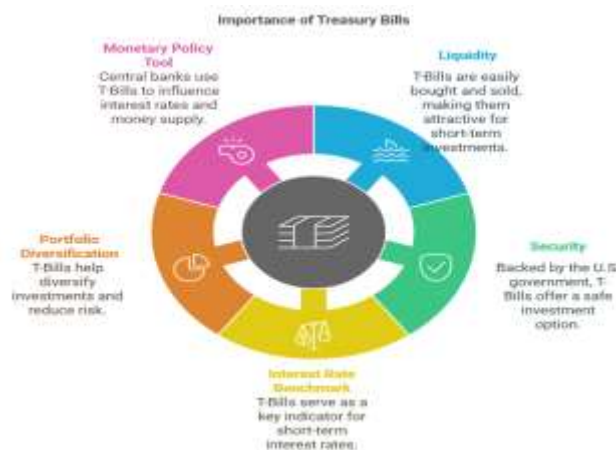 Importance of Treasury Bills
Monetary Policy
Tool
Central banks use
T-Bills to influence
interest rates and
money supply.
Liquidity
T-Bills are easily
bought and sold,
making them
attractive for
short-term
investments.
Portfolio
Diversification
T-Bills help
diversify
investments and
reduce risk.
Security
Backed by the U.S
government, T-
Bills offer a safe
investment
option.
Interest Rate
Benchmark
T-Bills serve as a
key indicator for
short-term
interest rates.